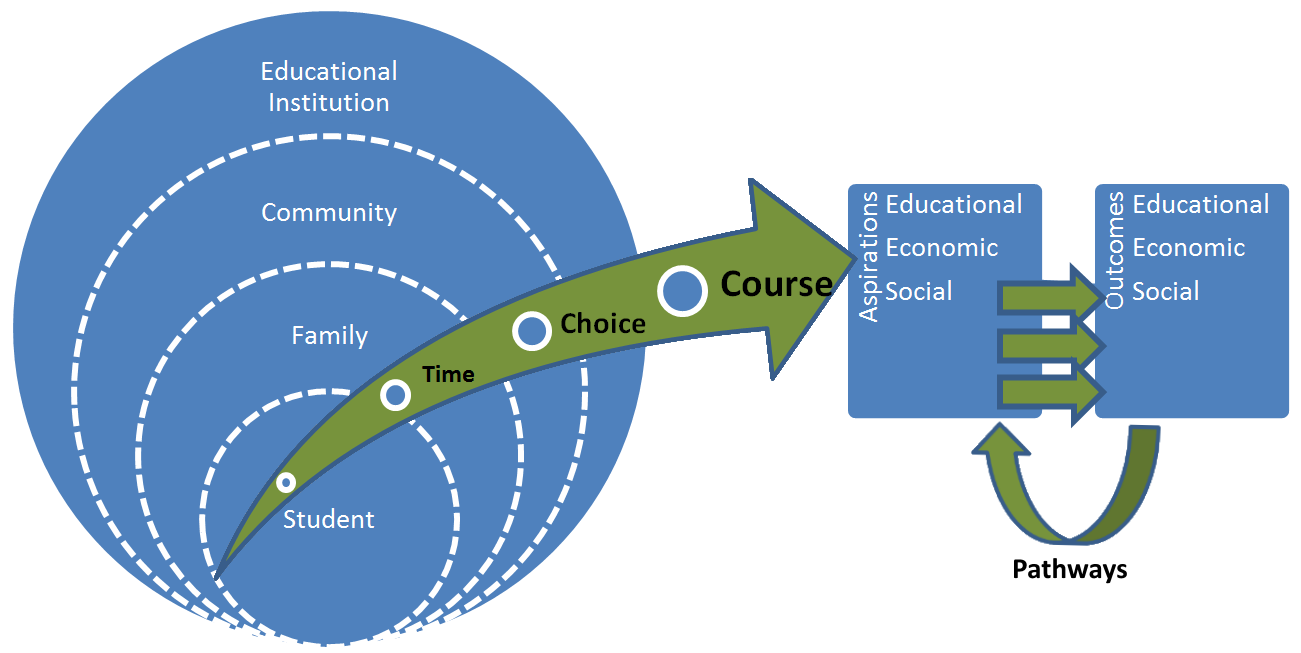 Educational
Institution
Community
Family
Student
Time
Choice
Course
Aspirations
Educational
Economic
Social
Outcomes
Educational
Economic
Social
Pathways